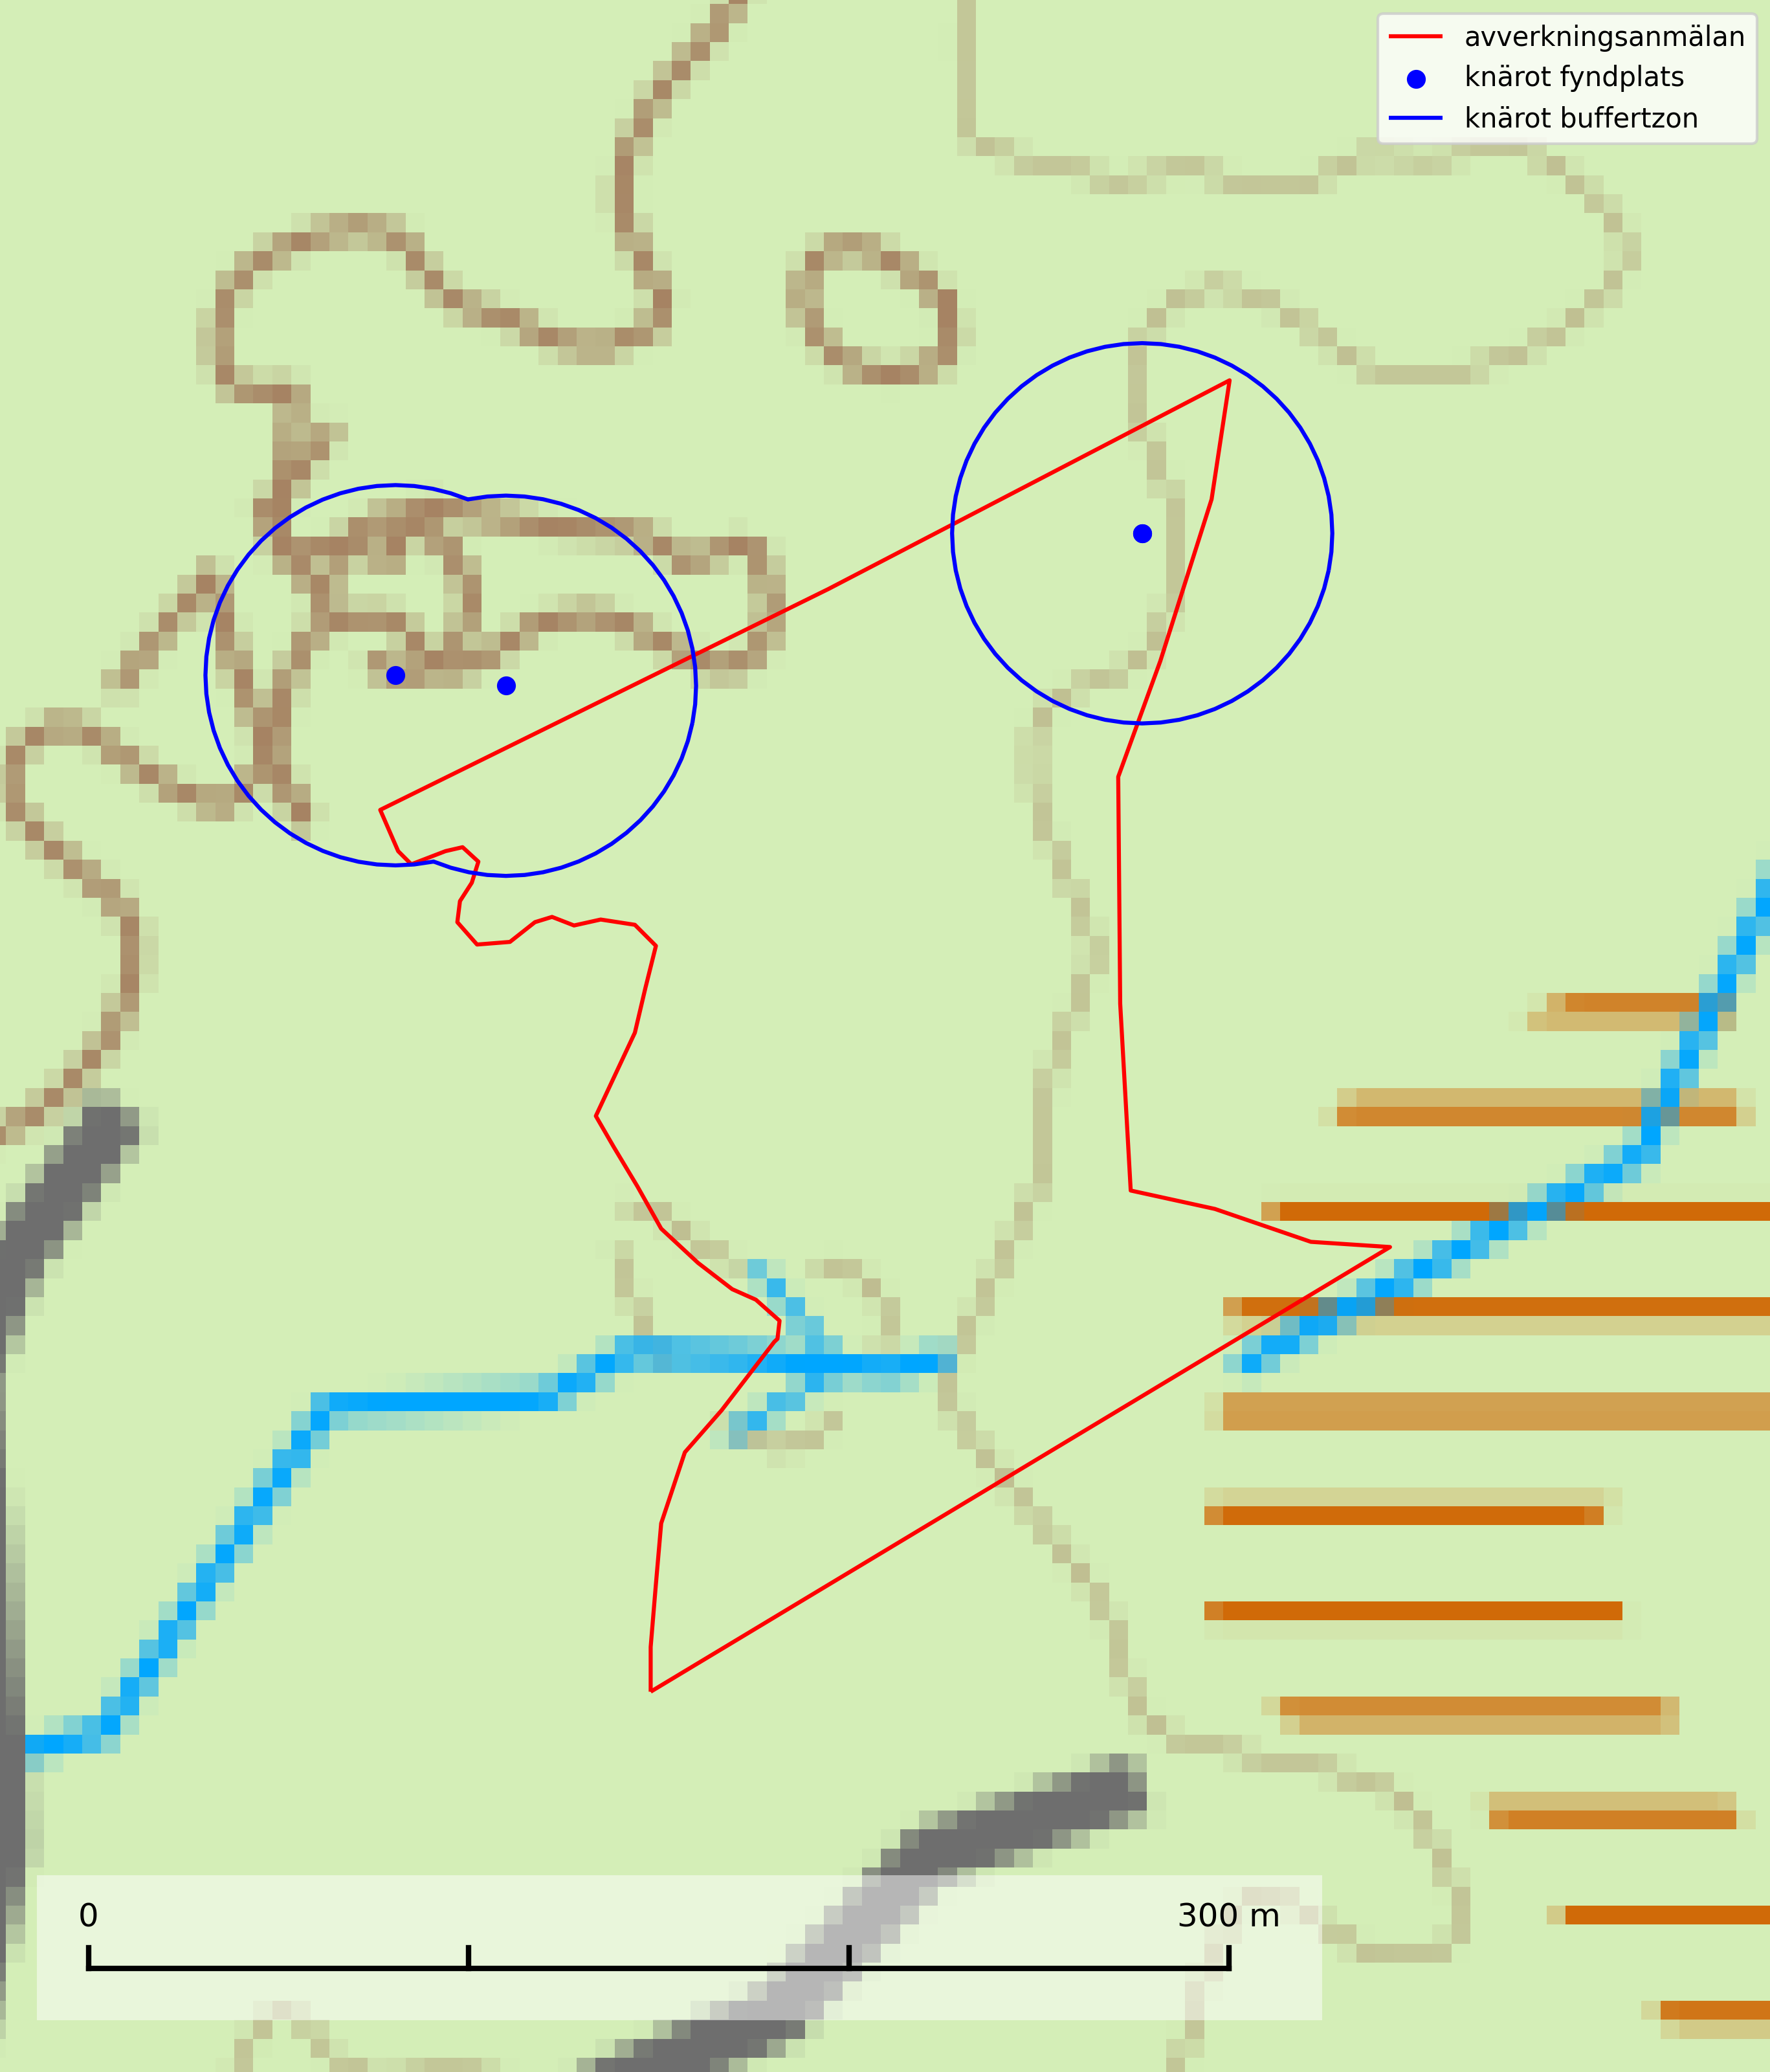 avverkningsanmälan
knärot fyndplats
knärot buffertzon
0 300 m